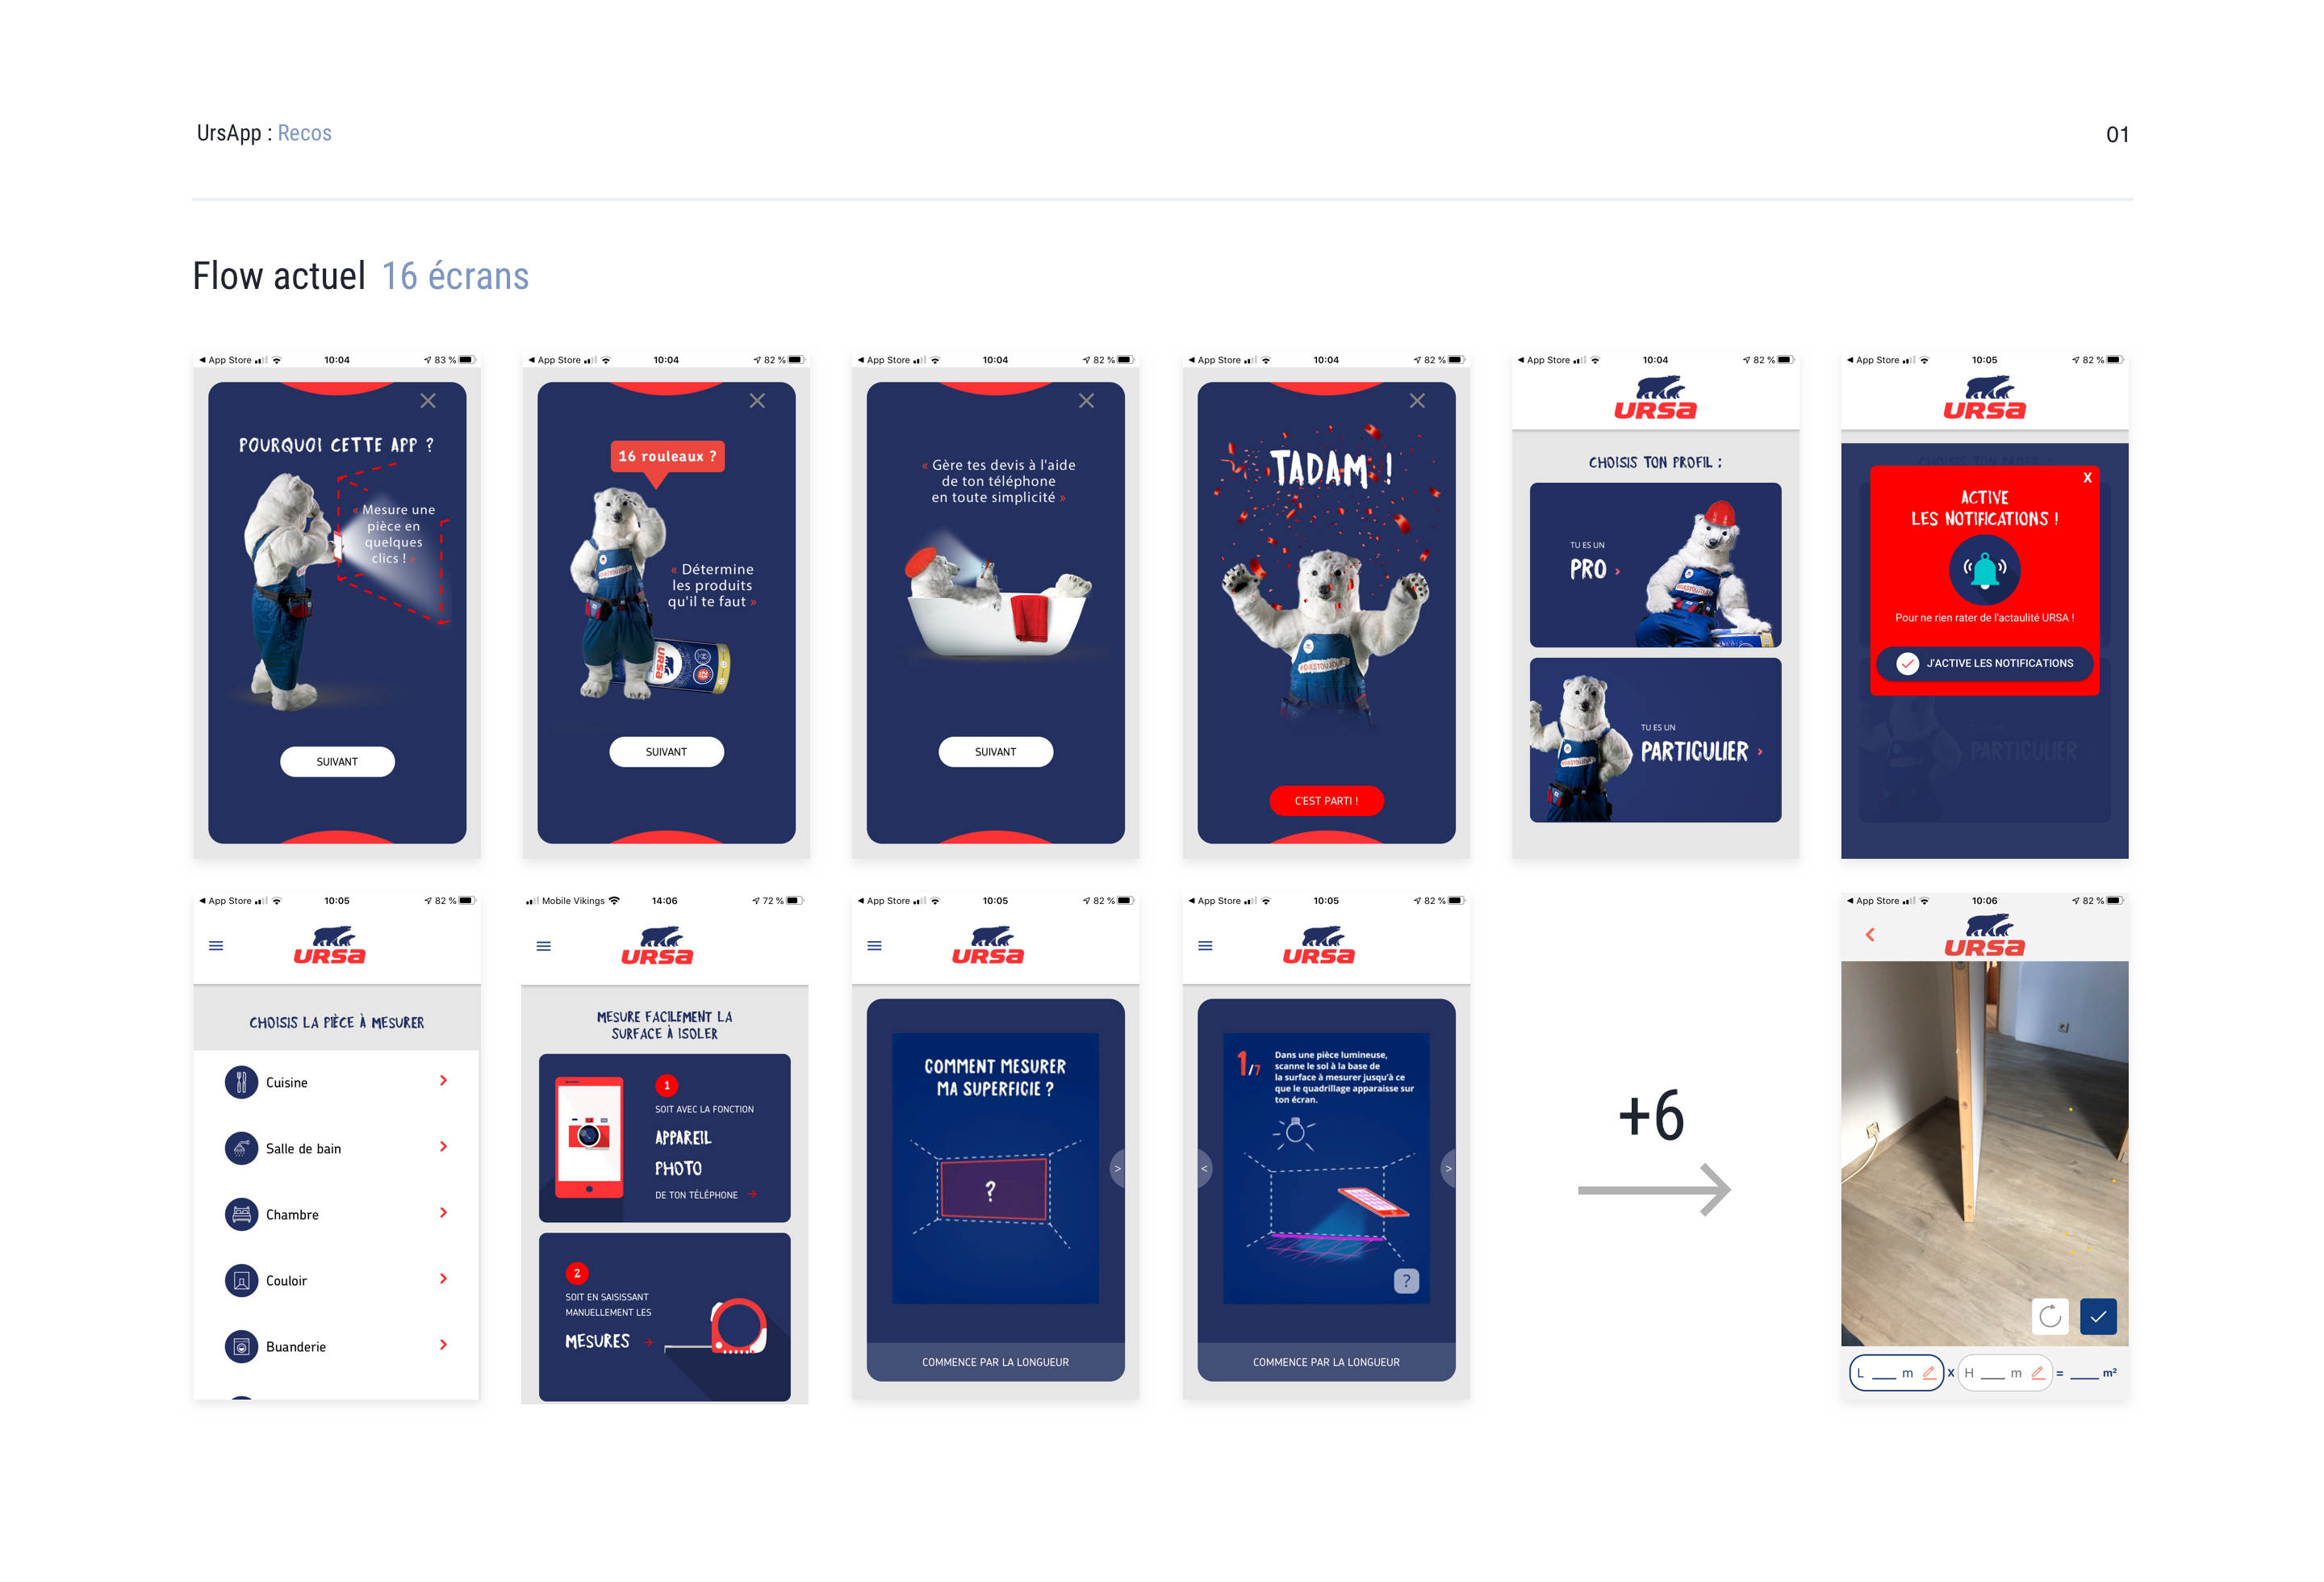 UrsApp : Recos
01
Flow actuel 16 écrans
App Store 10:04 83 %
POURQUOI CETTE APP ?
« Mesure une
pièce en
quelques
clics ! »
SUIVANT
App Store 10:04 82 %
16 rouleaux ?
« Détermine
les produits
qu'il te faut »
URSA
SUIVANT
App Store 10:04 82 %
« Gère tes devis à l'aide
de ton téléphone
en toute simplicité »
SUIVANT
App Store 10:04 82 %
TADAM !
C'EST PARTI !
App Store 10:04 82 %
URSA
CHOISIS TON PROFIL :
TU ES UN
PRO >
TU ES UN
PARTICULIER >
App Store 10:05 82 %
URSA
CHOISIS TON PROFIL :
X
ACTIVE
LES NOTIFICATIONS !
Pour ne rien rater de l'actaulité URSA !
J'ACTIVE LES NOTIFICATIONS
PARTICULIER
App Store 10:05 82 %
URSA
CHOISIS LA PIÈCE À MESURER
Cuisine
Salle de bain
Chambre
Couloir
Buanderie
Mobile Vikings 14:06 72 %
URSA
MESURE FACILEMENT LA
SURFACE À ISOLER
1
SOIT AVEC LA FONCTION
APPAREIL
PHOTO
DE TON TÉLÉPHONE
2
SOIT EN SAISISSANT
MANUELLEMENT LES
MESURES
App Store 10:05 82 %
URSA
COMMENT MESURER
MA SUPERFICIE ?
?
>
COMMENCE PAR LA LONGUEUR
App Store 10:05 82 %
URSA
1/7
Dans une pièce lumineuse,
scanne le sol à la base de
la surface à mesurer jusqu'à ce
que le quadrillage apparaisse sur
ton écran.
< >
?
COMMENCE PAR LA LONGUEUR
+6
App Store 10:06 82 %
URSA
L ___ m x H ___ m = ___ m²